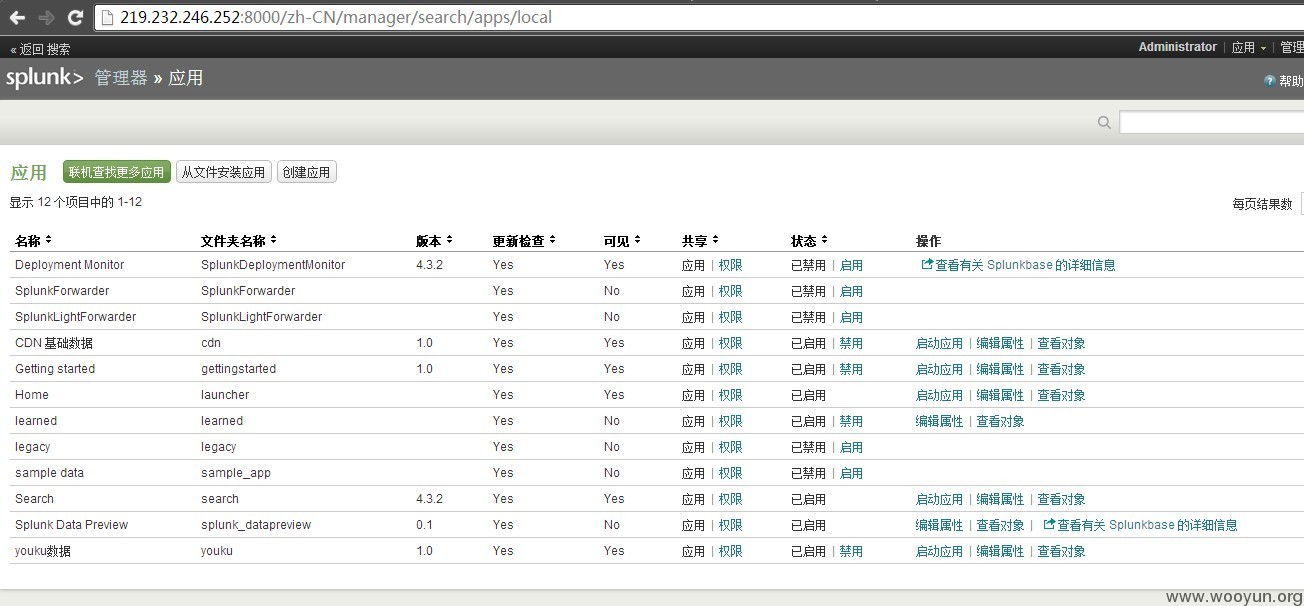 219.232.246.252:8000/zh-CN/manager/search/apps/local
« 返回 搜索 Administrator | 应用 | 管理
splunk> 管理器 » 应用 帮助
应用 联机查找更多应用 从文件安装应用 创建应用
显示 12 个项目中的 1-12 每页结果数
名称 文件夹名称 版本 更新检查 可见 共享 状态 操作
Deployment Monitor SplunkDeploymentMonitor 4.3.2 Yes Yes 应用 | 权限 已禁用 | 启用 查看有关 Splunkbase 的详细信息
SplunkForwarder SplunkForwarder Yes No 应用 | 权限 已禁用 | 启用
SplunkLightForwarder SplunkLightForwarder Yes No 应用 | 权限 已禁用 | 启用
CDN 基础数据 cdn 1.0 Yes Yes 应用 | 权限 已启用 | 禁用 启动应用 | 编辑属性 | 查看对象
Getting started gettingstarted 1.0 Yes Yes 应用 | 权限 已启用 | 禁用 启动应用 | 编辑属性 | 查看对象
Home launcher Yes Yes 应用 | 权限 已启用 启动应用 | 编辑属性 | 查看对象
learned learned Yes No 应用 | 权限 已启用 | 禁用 编辑属性 | 查看对象
legacy legacy Yes No 应用 | 权限 已禁用 | 启用
sample data sample_app Yes No 应用 | 权限 已禁用 | 启用
Search search 4.3.2 Yes Yes 应用 | 权限 已启用 启动应用 | 编辑属性 | 查看对象
Splunk Data Preview splunk_datapreview 0.1 Yes No 应用 | 权限 已启用 编辑属性 | 查看对象 | 查看有关 Splunkbase 的详细信息
youku数据 youku 1.0 Yes Yes 应用 | 权限 已启用 | 禁用 启动应用 | 编辑属性 | 查看对象
www.wooyun.org